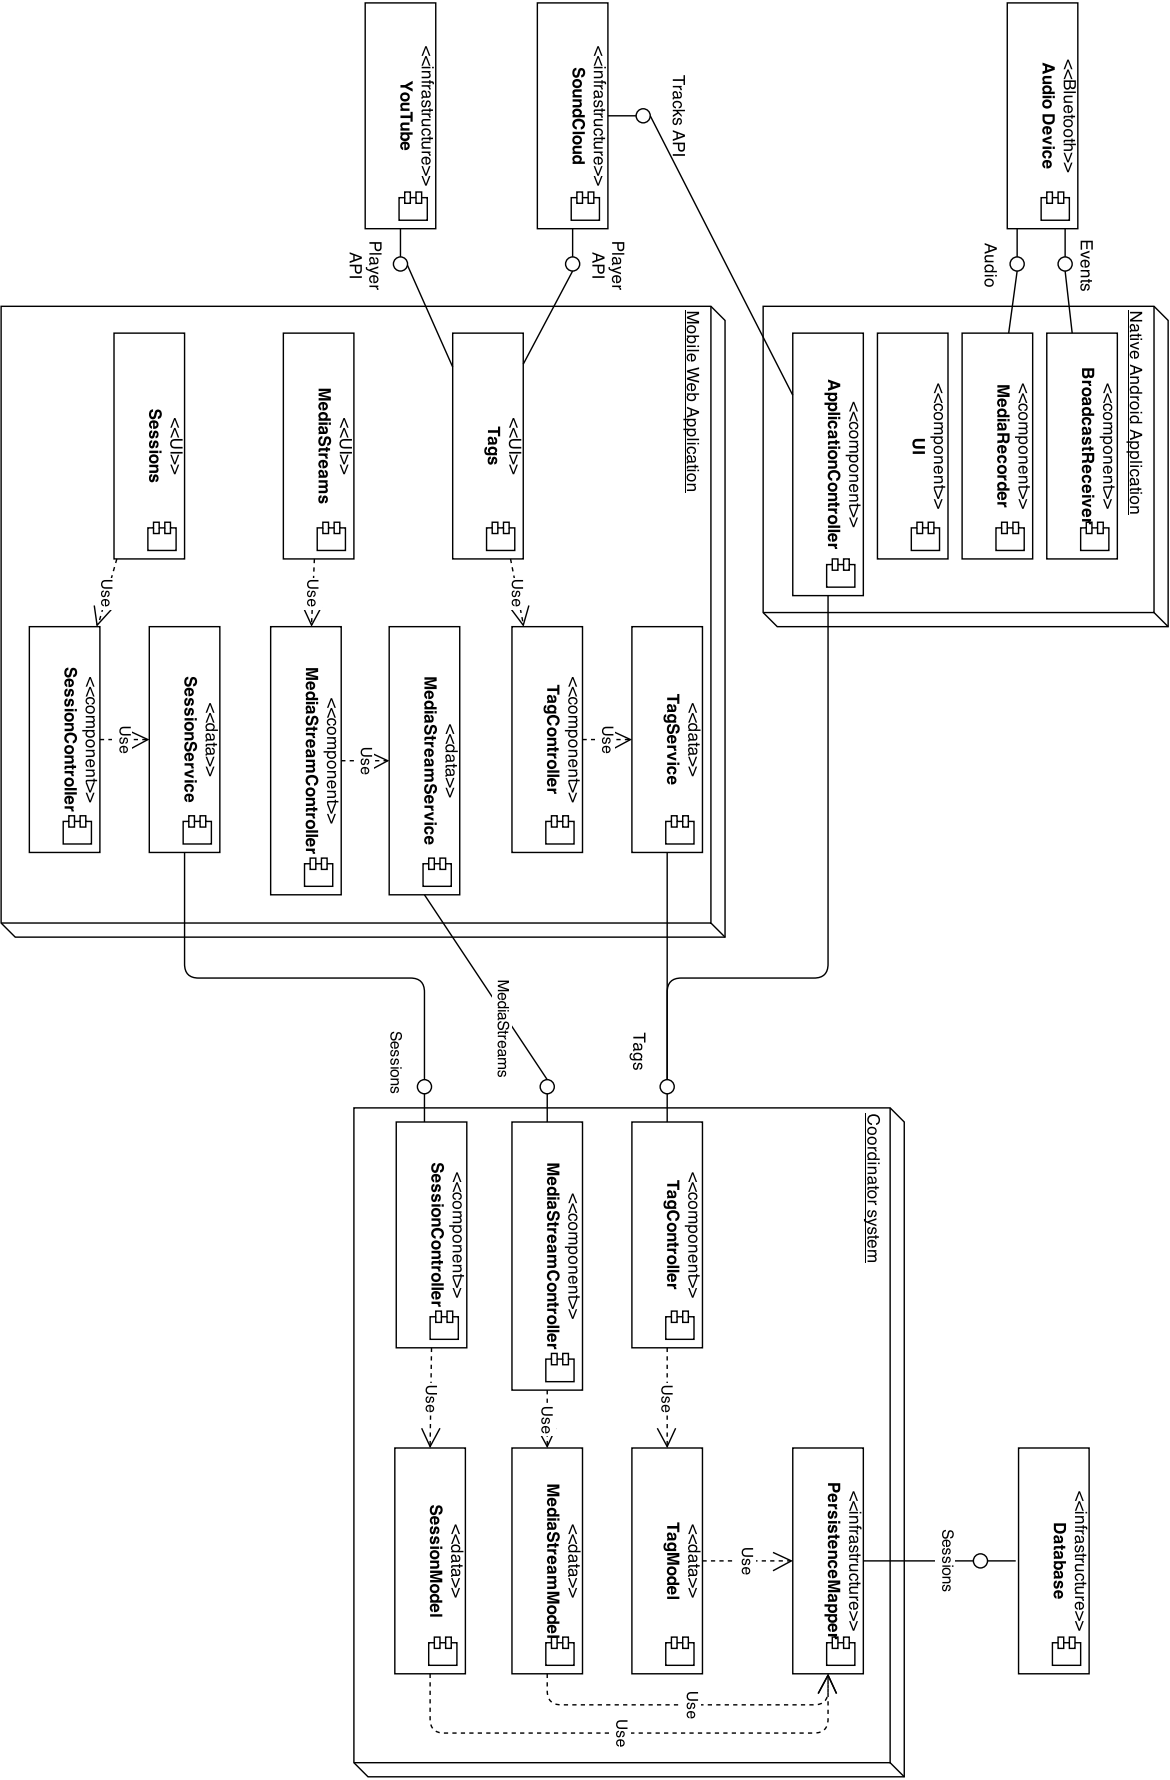 <<Bluetooth>>
Audio Device
Events
Audio
Native Android Application
<<component>>
BroadcastReceiver
<<component>>
MediaRecorder
<<component>>
UI
<<component>>
ApplicationController
<<infrastructure>>
Database
Sessions
Coordinator system
<<infrastructure>>
PersistenceMapper
Use
Tracks API
<<infrastructure>>
SoundCloud
Player
API
<<infrastructure>>
YouTube
Player
API
Mobile Web Application
<<data>>
TagService
Use
<<UI>>
Tags
Use
<<component>>
TagController
<<data>>
MediaStreamService
Use
<<UI>>
MediaStreams
Use
<<component>>
MediaStreamController
<<data>>
SessionService
Use
<<UI>>
Sessions
Use
<<component>>
SessionController
Tags
MediaStreams
Sessions
<<component>>
TagController
Use
<<data>>
TagModel
<<component>>
MediaStreamController
Use
<<data>>
MediaStreamModel
Use
<<component>>
SessionController
Use
<<data>>
SessionModel
Use